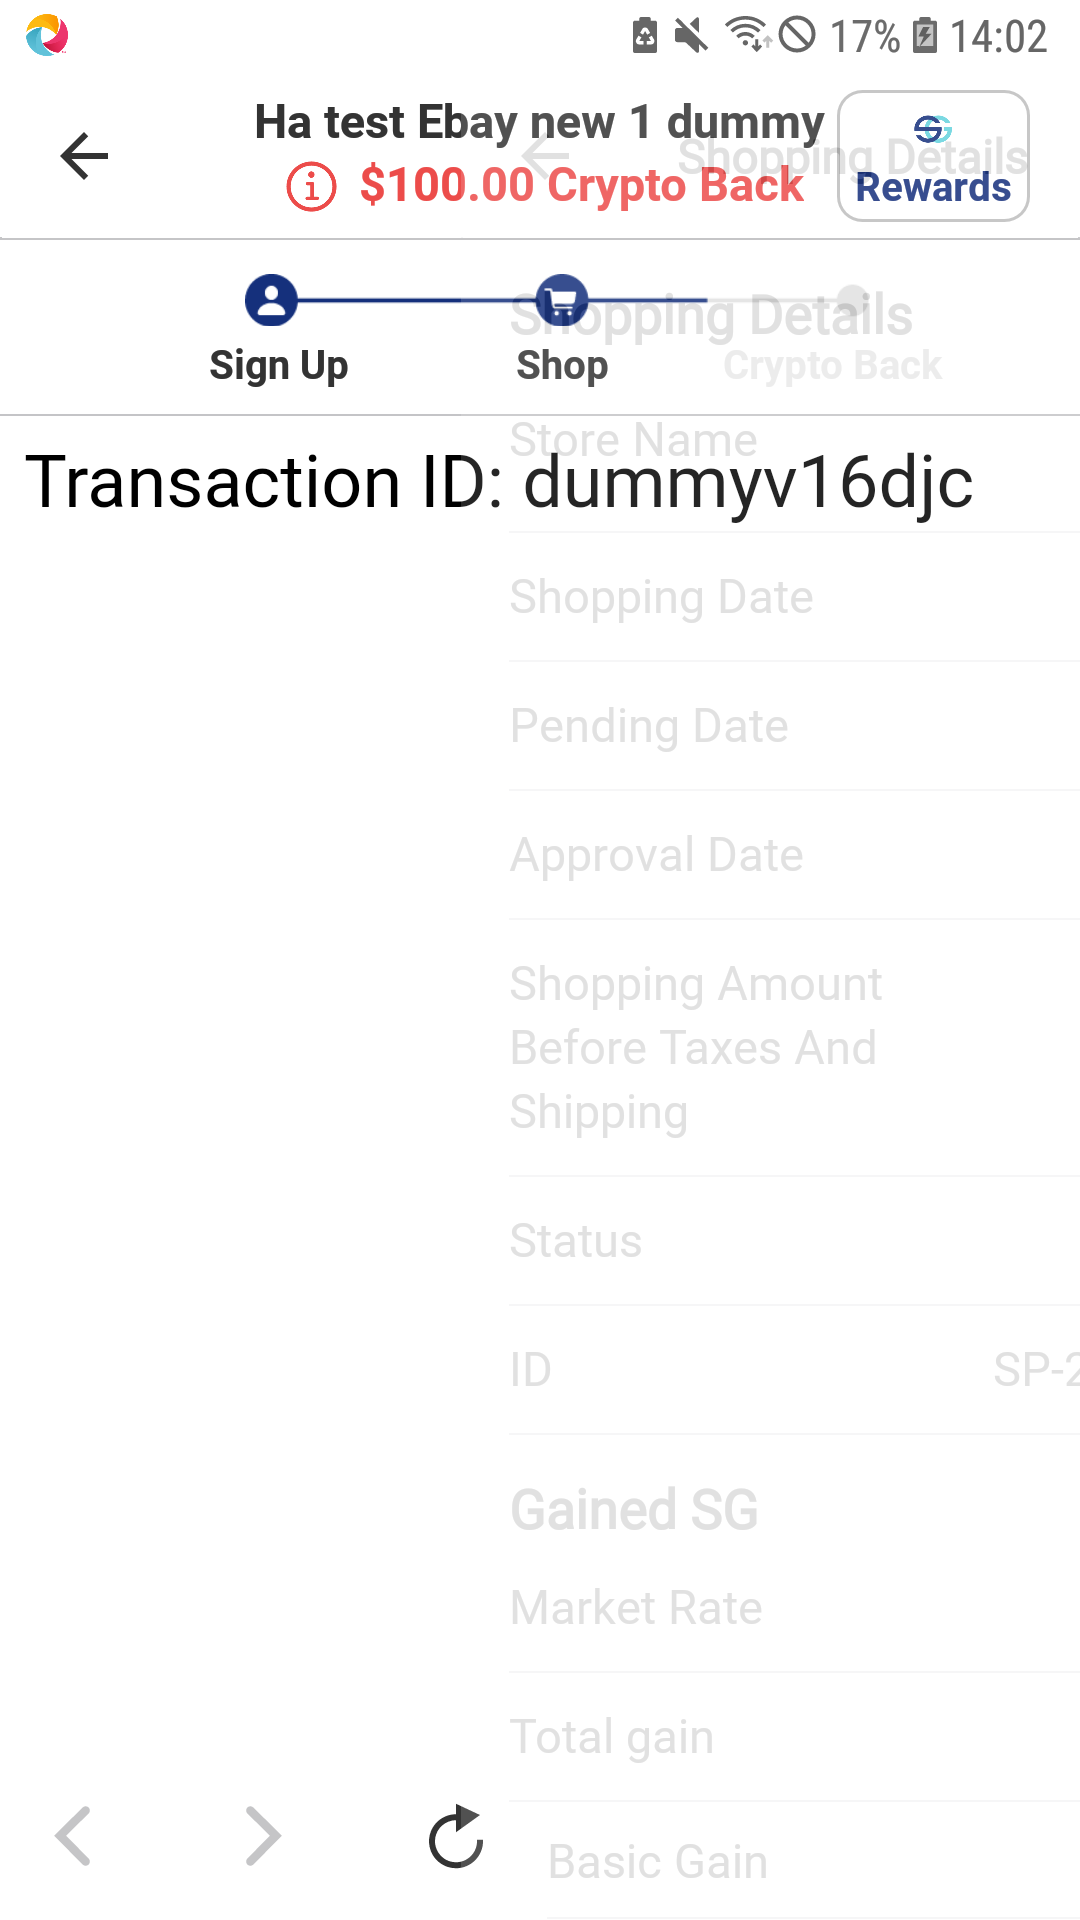 17% 14:02
Ha test Ebay new 1 dummy
$100.00 Crypto Back
Rewards
Shopping Details
Sign Up
Shop
Crypto Back
Shopping Details
Store Name
Transaction ID: dummyv16djc
Shopping Date
Pending Date
Approval Date
Shopping Amount
Before Taxes And
Shipping
Status
ID SP-2
Gained SG
Market Rate
Total gain
Basic Gain